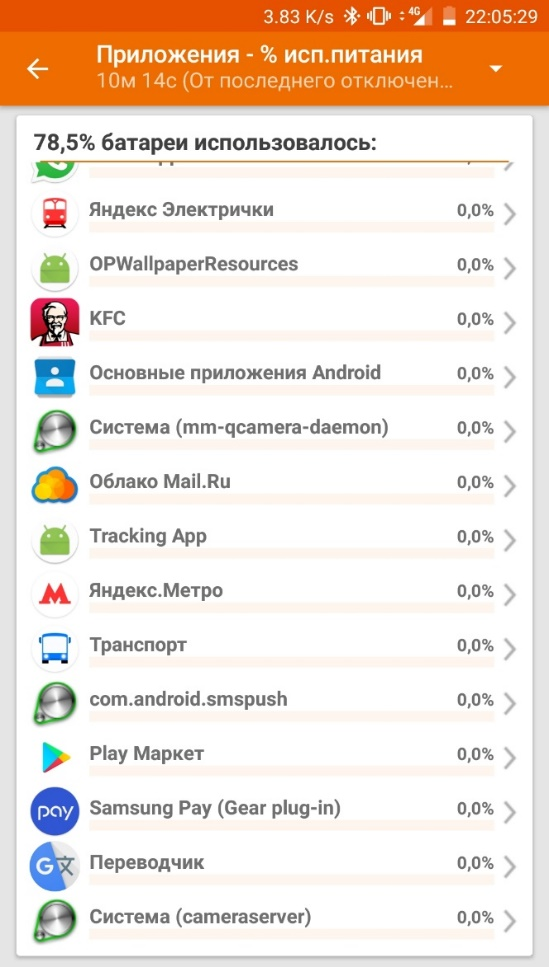 3.83 K/s 4G 22:05:29
Приложения - % исп.питания
10м 14с (От последнего отключен...
78,5% батареи использовалось:
Яндекс Электрички 0,0%
OPWallpaperResources 0,0%
KFC 0,0%
Основные приложения Android 0,0%
Система (mm-qcamera-daemon) 0,0%
Облако Mail.Ru 0,0%
Tracking App 0,0%
Яндекс.Метро 0,0%
Транспорт 0,0%
com.android.smspush 0,0%
Play Маркет 0,0%
pay Samsung Pay (Gear plug-in) 0,0%
Переводчик 0,0%
Система (cameraserver) 0,0%